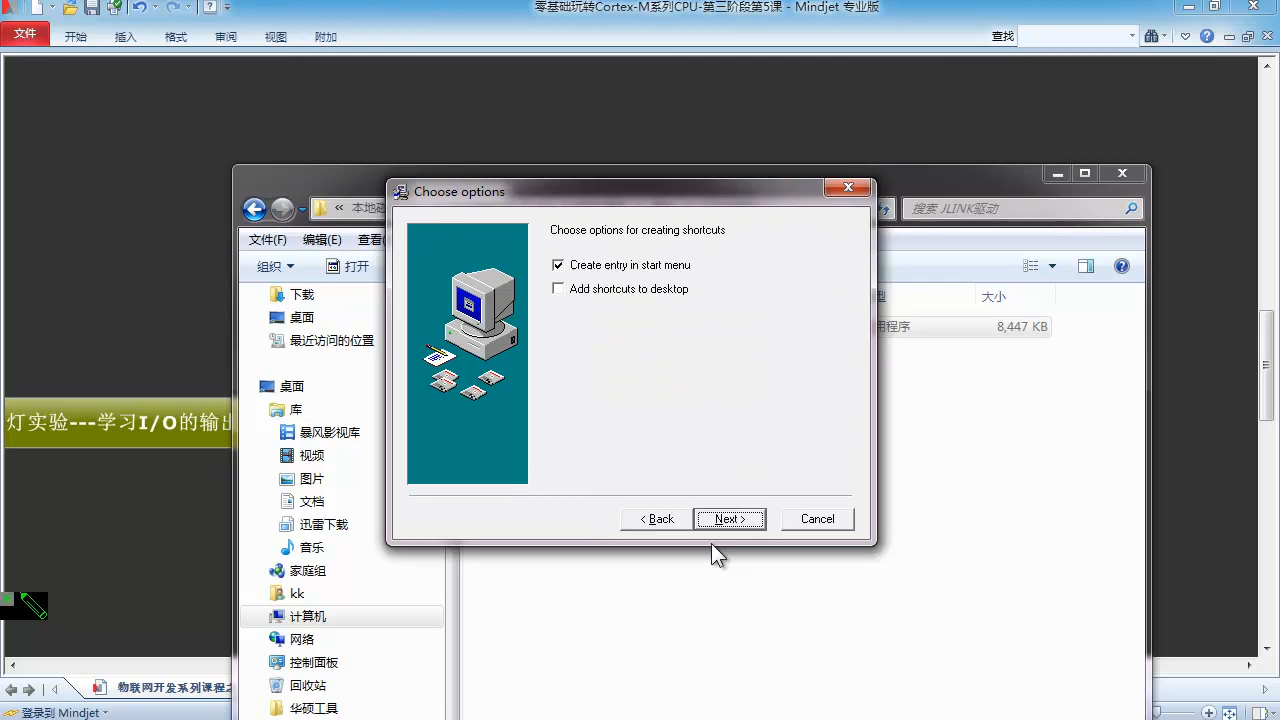 零基础玩转Cortex-M系列CPU-第三阶段第5课 - Mindjet 专业版
文件
开始
插入
格式
审阅
视图
附加
查找
Choose options
本地磁
搜索 JLINK驱动
文件(F)
编辑(E)
组织
打开
大小
用程序
8,447 KB
下载
桌面
最近访问的位置
桌面
库
暴风影视库
视频
图片
文档
迅雷下载
音乐
家庭组
kk
计算机
网络
控制面板
回收站
华硕工具
Choose options for creating shortcuts
Create entry in start menu
Add shortcuts to desktop
< Back
Next >
Cancel
灯实验---学习I/O的输出
物联网开发系列课程之
登录到 Mindjet